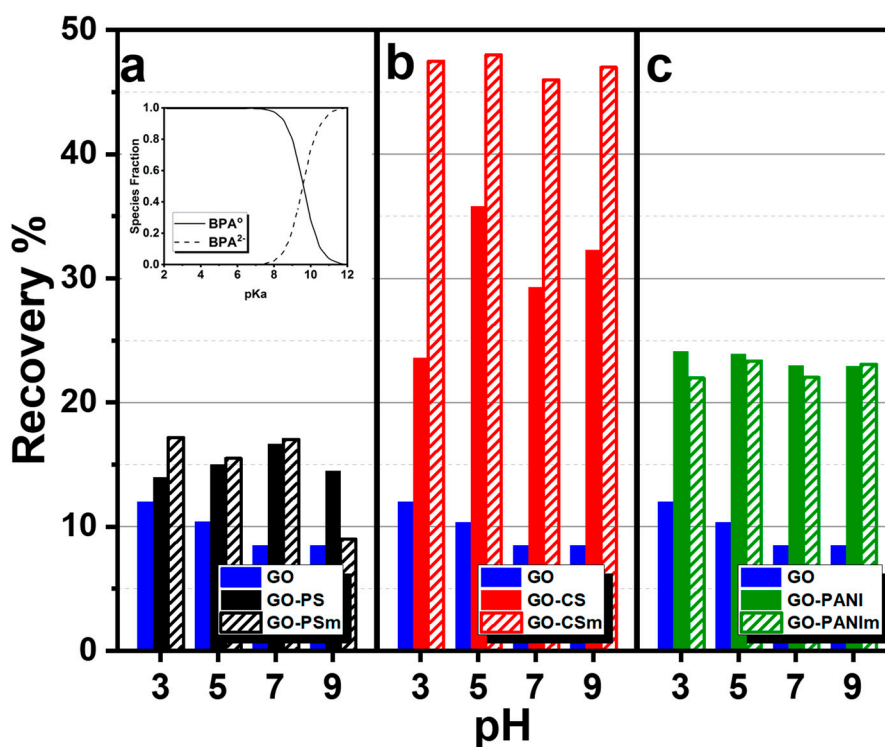 a
b
c
Recovery %
50
40
30
20
10
0
Species Fraction
1.0
0.8
0.6
0.4
0.2
0.0
BPAº
BPA²⁻
2 4 6 8 10 12
pKa
GO
GO-PS
GO-PSm
GO
GO-CS
GO-CSm
GO
GO-PANI
GO-PANIm
3 5 7 9 3 5 7 9 3 5 7 9
pH